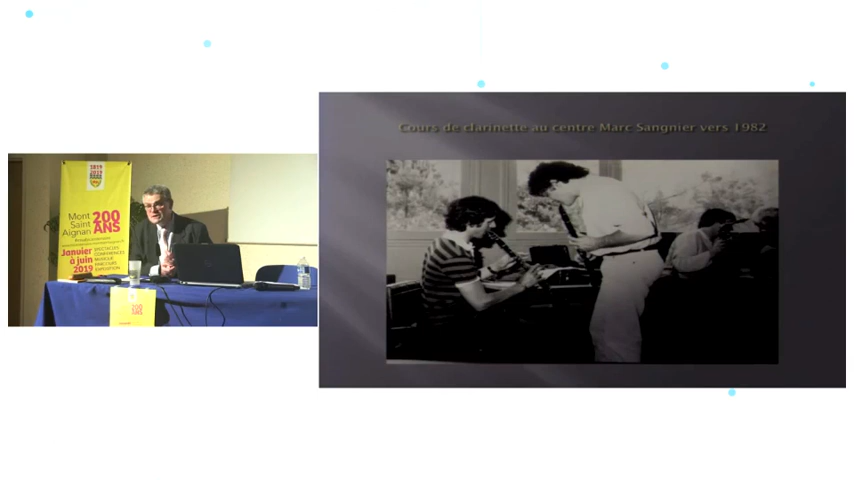 Cours de clarinette au centre Marc Sangnier vers 1982
Mont
Saint
Aignan
200
ANS
Janvier
à juin
2019
SPECTACLES
CONFÉRENCES
MUSIQUE
PARCOURS
EXPOSITION
200
ANS